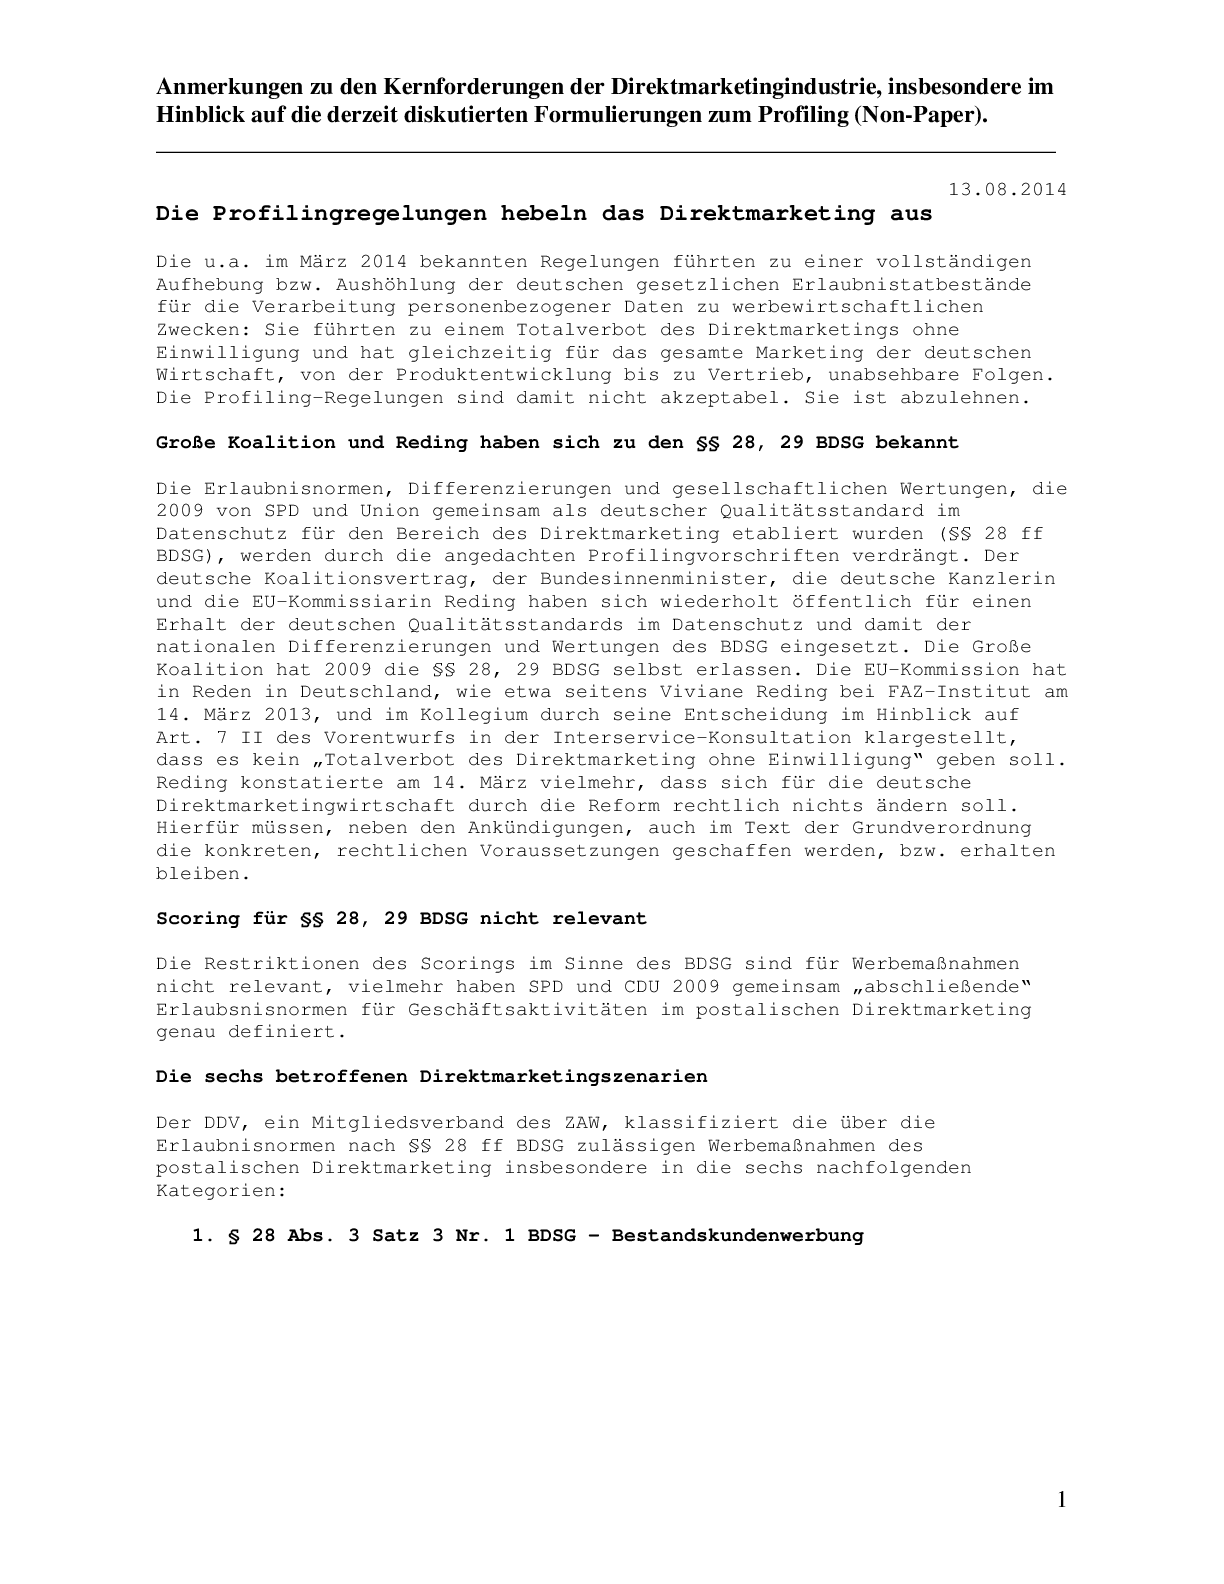 Anmerkungen zu den Kernforderungen der Direktmarketingindustrie, insbesondere im
Hinblick auf die derzeit diskutierten Formulierungen zum Profiling (Non-Paper).
13.08.2014
Die Profilingregelungen hebeln das Direktmarketing aus
Die u.a. im März 2014 bekannten Regelungen führten zu einer vollständigen
Aufhebung bzw. Aushöhlung der deutschen gesetzlichen Erlaubnistatbestände
für die Verarbeitung personenbezogener Daten zu werbewirtschaftlichen
Zwecken: Sie führten zu einem Totalverbot des Direktmarketings ohne
Einwilligung und hat gleichzeitig für das gesamte Marketing der deutschen
Wirtschaft, von der Produktentwicklung bis zu Vertrieb, unabsehbare Folgen.
Die Profiling-Regelungen sind damit nicht akzeptabel. Sie ist abzulehnen.
Große Koalition und Reding haben sich zu den §§ 28, 29 BDSG bekannt
Die Erlaubnisnormen, Differenzierungen und gesellschaftlichen Wertungen, die
2009 von SPD und Union gemeinsam als deutscher Qualitätsstandard im
Datenschutz für den Bereich des Direktmarketing etabliert wurden (§§ 28 ff
BDSG), werden durch die angedachten Profilingvorschriften verdrängt. Der
deutsche Koalitionsvertrag, der Bundesinnenminister, die deutsche Kanzlerin
und die EU-Kommissiarin Reding haben sich wiederholt öffentlich für einen
Erhalt der deutschen Qualitätsstandards im Datenschutz und damit der
nationalen Differenzierungen und Wertungen des BDSG eingesetzt. Die Große
Koalition hat 2009 die §§ 28, 29 BDSG selbst erlassen. Die EU-Kommission hat
in Reden in Deutschland, wie etwa seitens Viviane Reding bei FAZ-Institut am
14. März 2013, und im Kollegium durch seine Entscheidung im Hinblick auf
Art. 7 II des Vorentwurfs in der Interservice-Konsultation klargestellt,
dass es kein „Totalverbot des Direktmarketing ohne Einwilligung“ geben soll.
Reding konstatierte am 14. März vielmehr, dass sich für die deutsche
Direktmarketingwirtschaft durch die Reform rechtlich nichts ändern soll.
Hierfür müssen, neben den Ankündigungen, auch im Text der Grundverordnung
die konkreten, rechtlichen Voraussetzungen geschaffen werden, bzw. erhalten
bleiben.
Scoring für §§ 28, 29 BDSG nicht relevant
Die Restriktionen des Scorings im Sinne des BDSG sind für Werbemaßnahmen
nicht relevant, vielmehr haben SPD und CDU 2009 gemeinsam „abschließende“
Erlaubsnisnormen für Geschäftsaktivitäten im postalischen Direktmarketing
genau definiert.
Die sechs betroffenen Direktmarketingszenarien
Der DDV, ein Mitgliedsverband des ZAW, klassifiziert die über die
Erlaubnisnormen nach §§ 28 ff BDSG zulässigen Werbemaßnahmen des
postalischen Direktmarketing insbesondere in die sechs nachfolgenden
Kategorien:
1. § 28 Abs. 3 Satz 3 Nr. 1 BDSG – Bestandskundenwerbung
1